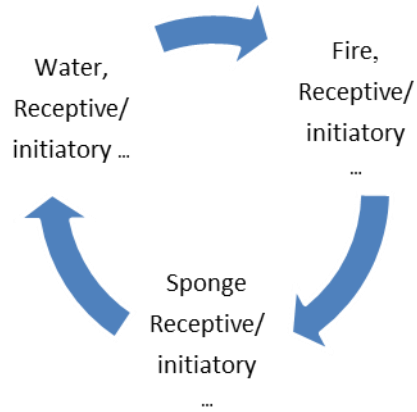 Water,
Receptive/
initiatory ...
Fire,
Receptive/
initiatory
...
Sponge
Receptive/
initiatory
...